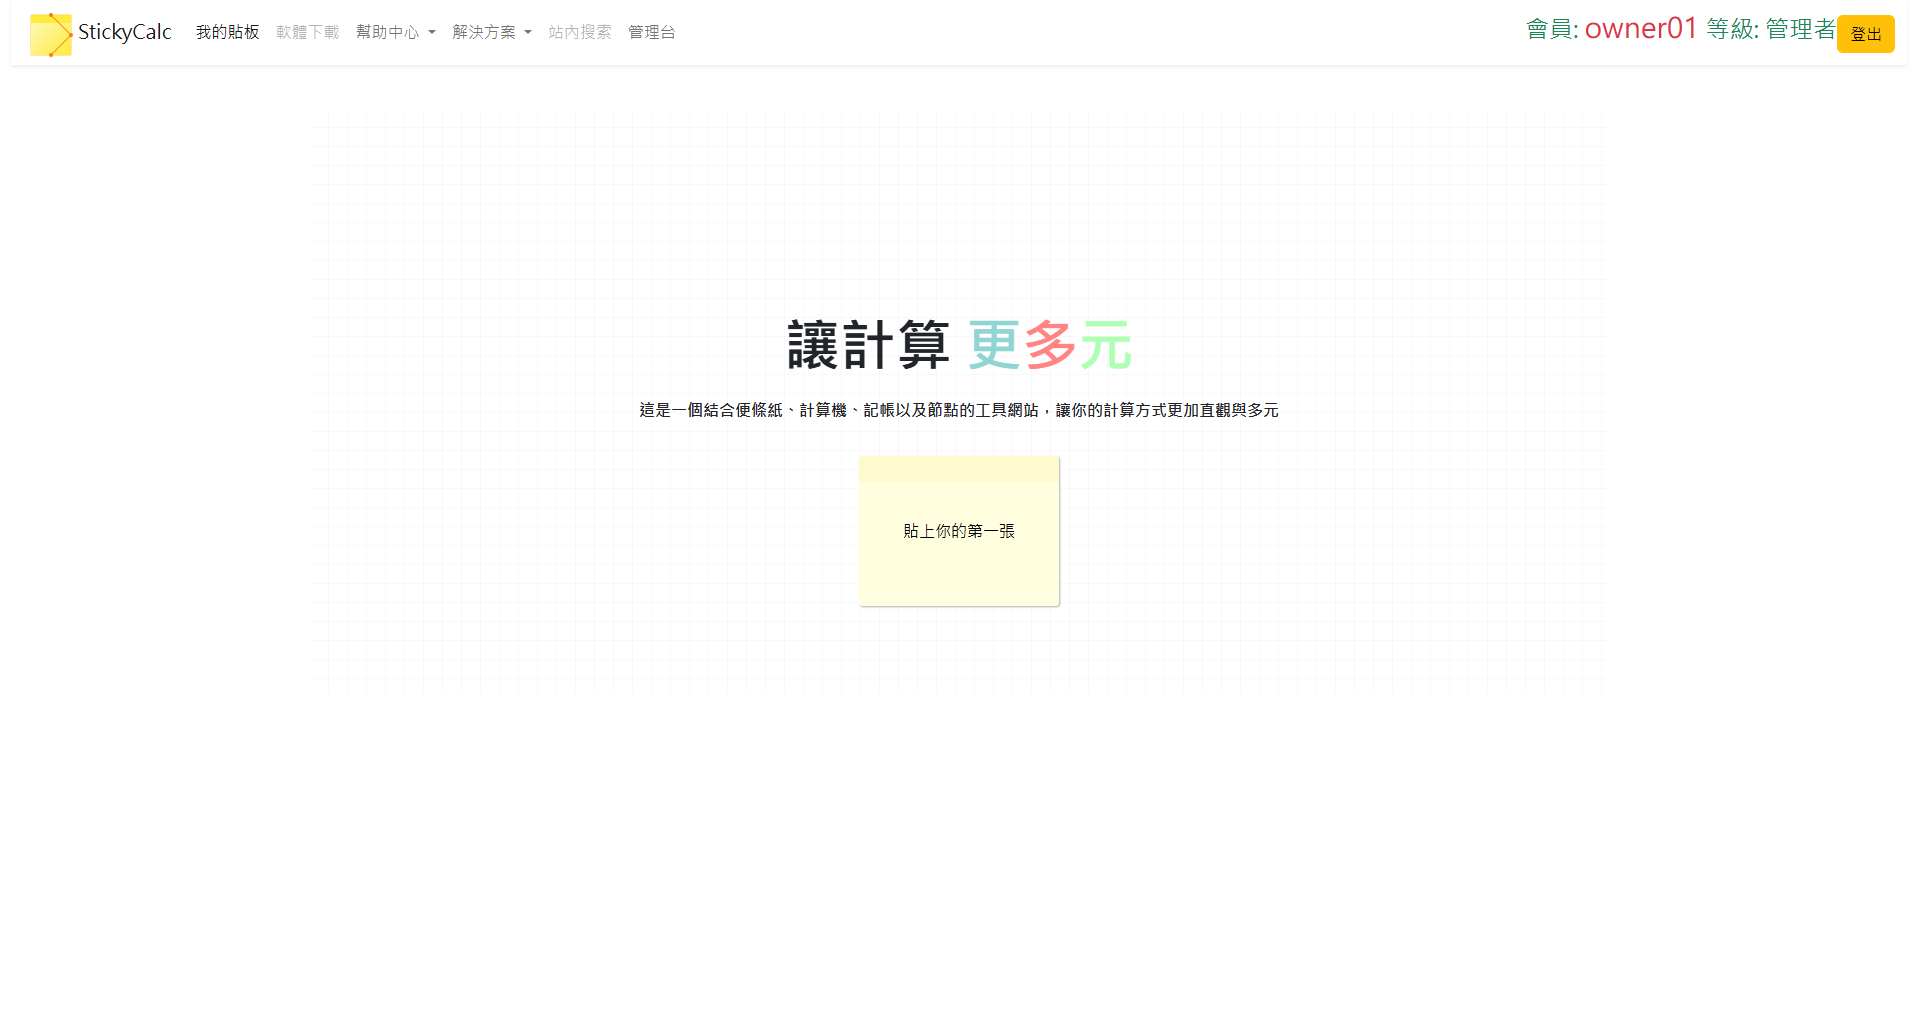 StickyCalc 我的貼板 軟體下載 幫助中心 解決方案 站內搜索 管理台 會員: owner01 等級: 管理者 登出
讓計算 更多元
這是一個結合便條紙、計算機、記帳以及節點的工具網站，讓你的計算方式更加直觀與多元
貼上你的第一張